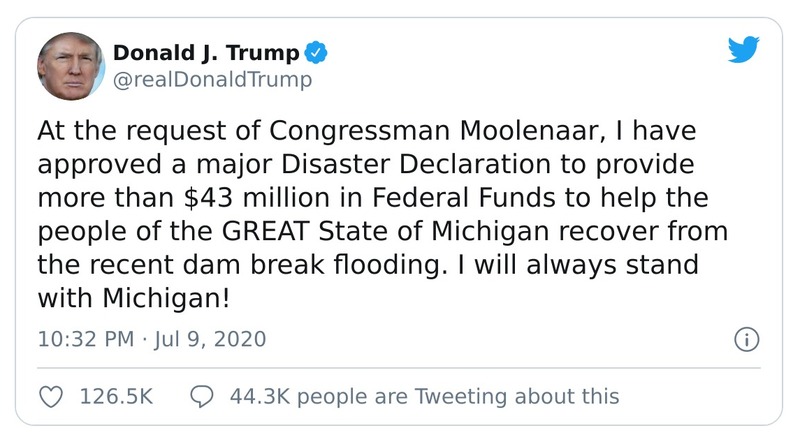 Donald J. Trump
@realDonaldTrump
At the request of Congressman Moolenaar, I have
approved a major Disaster Declaration to provide
more than $43 million in Federal Funds to help the
people of the GREAT State of Michigan recover from
the recent dam break flooding. I will always stand
with Michigan!
10:32 PM · Jul 9, 2020
126.5K 44.3K people are Tweeting about this